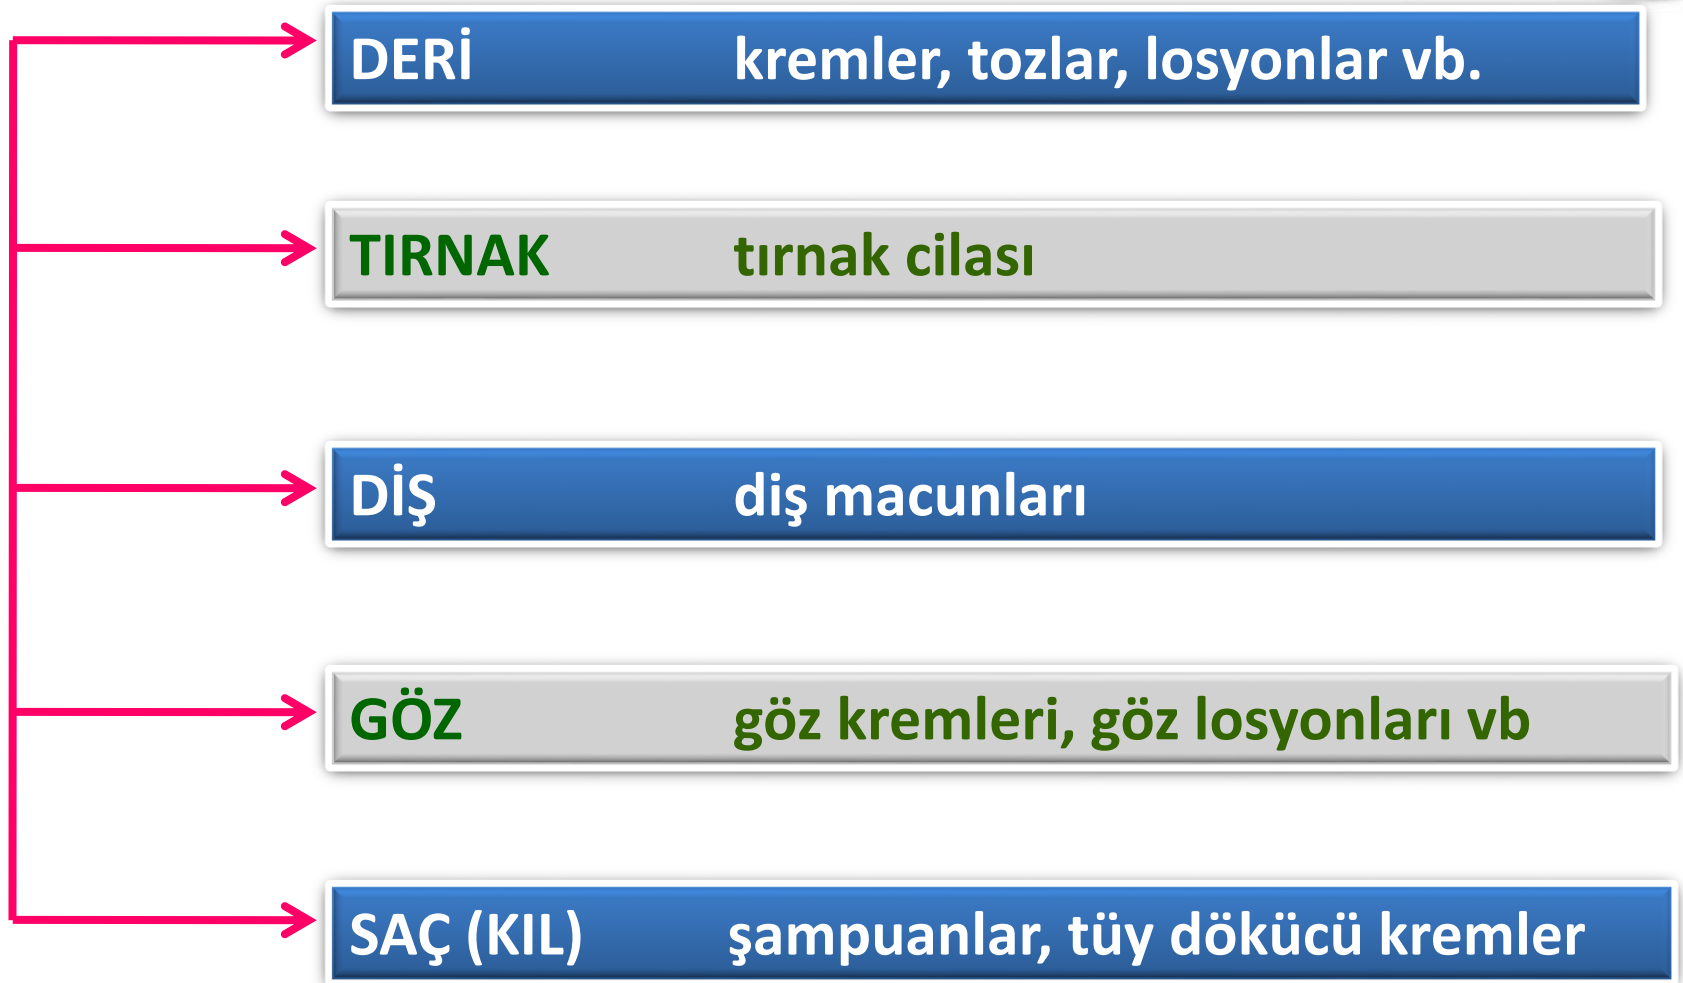 DERİ kremler, tozlar, losyonlar vb.
TIRNAK tırnak cilası
DİŞ diş macunları
GÖZ göz kremleri, göz losyonları vb
SAÇ (KIL) şampuanlar, tüy dökücü kremler